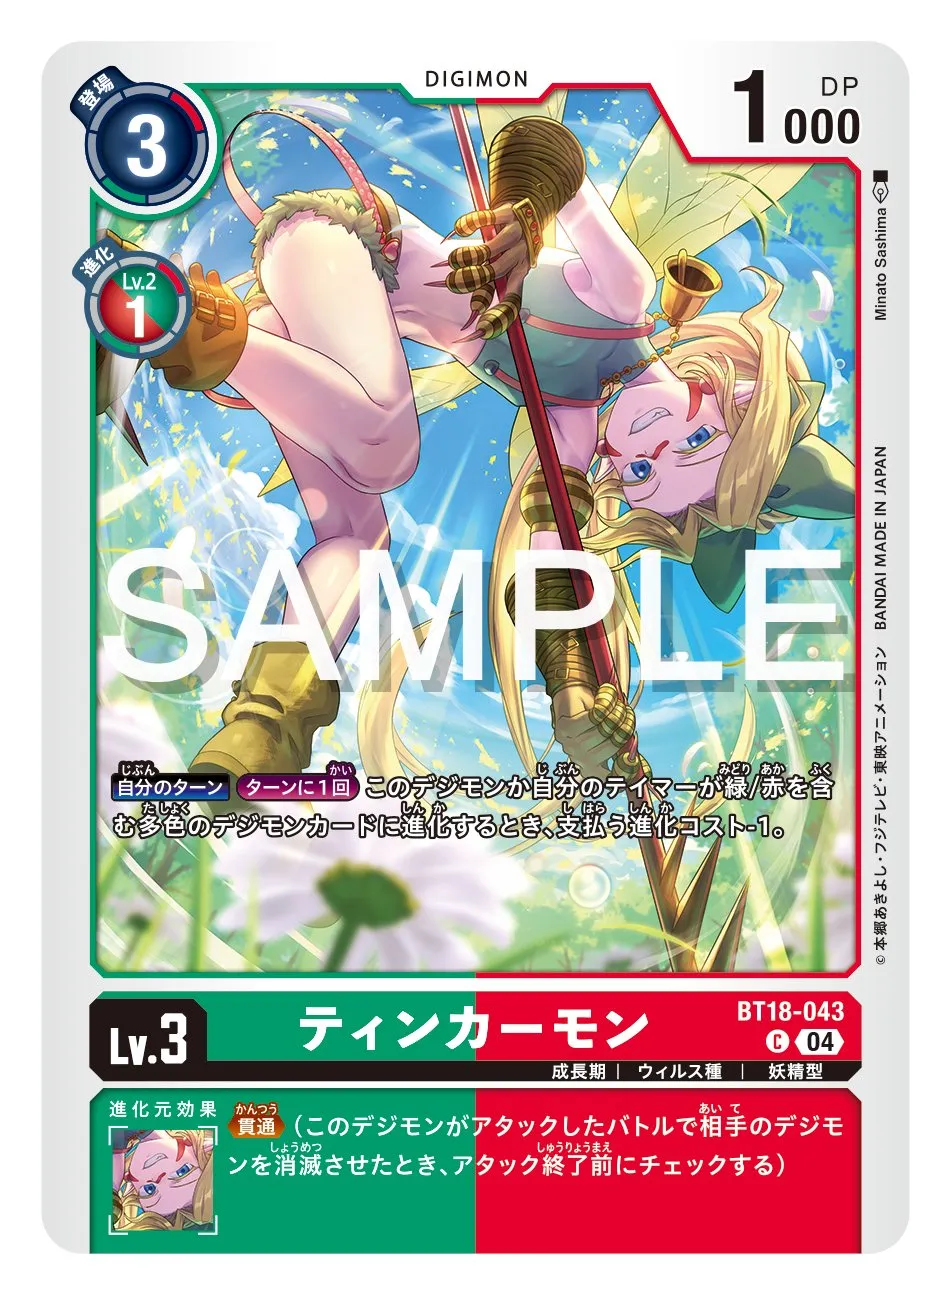 DIGIMON
登場
3
1000
DP
進化
Lv.2
1
Minato Sashima
SAMPLE
自分のターン ターンに1回 このデジモンか自分のテイマーが緑/赤を含
む多色のデジモンカードに進化するとき、支払う進化コスト-1。
©本郷あきよし・フジテレビ・東映アニメーション BANDAI MADE IN JAPAN
Lv.3
ティンカーモン
BT18-043
C 04
成長期 | ウィルス種 | 妖精型
進化元効果
貫通 (このデジモンがアタックしたバトルで相手のデジモ
ンを消滅させたとき、アタック終了前にチェックする)